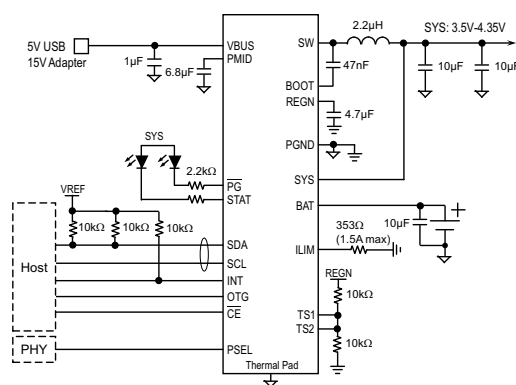 5V USB
15V Adapter
1μF
6.8μF
VBUS
PMID
SW
2.2μH
SYS: 3.5V-4.35V
47nF
10μF
10μ
BOOT
REGN
4.7μF
PGND
SYS
SYS
2.2kΩ
PG
STAT
VREF
10kΩ
10kΩ
10kΩ
BAT
10μF
+
353Ω
(1.5A max)
ILIM
Host
SDA
SCL
INT
OTG
CE
REGN
10kΩ
TS1
TS2
10kΩ
PHY
PSEL
Thermal Pad